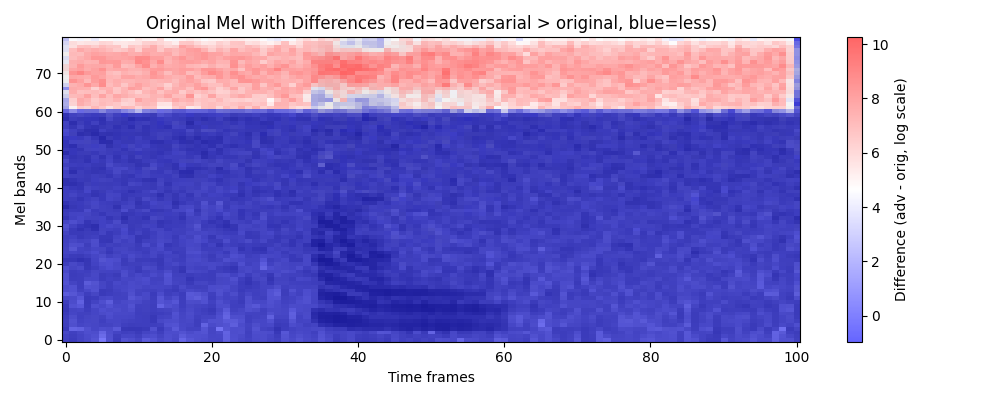 Original Mel with Differences (red=adversarial > original, blue=less)
Mel bands
70
60
50
40
30
20
10
0
0 20 40 60 80 100
Time frames
10
8
6
4
2
0
Difference (adv - orig, log scale)